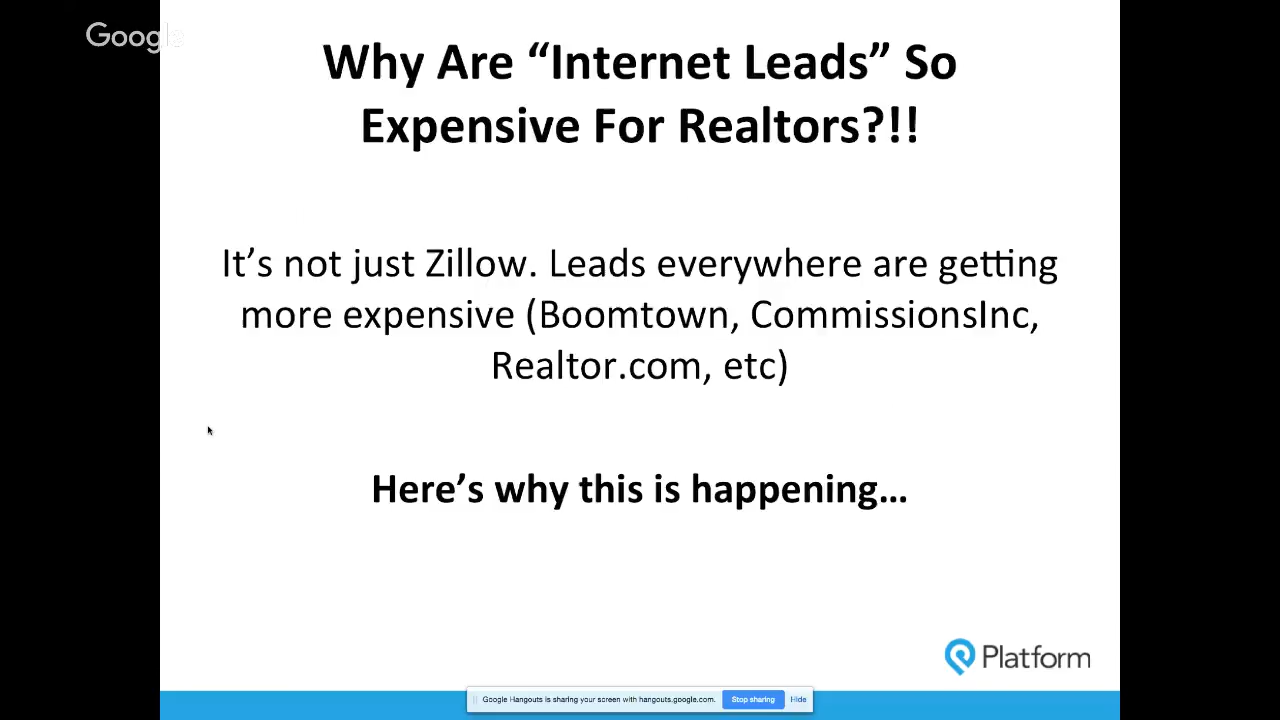 Google
Why Are “Internet Leads” So
Expensive For Realtors?!!
It’s not just Zillow. Leads everywhere are getting
more expensive (Boomtown, CommissionsInc,
Realtor.com, etc)
Here’s why this is happening…
Platform
Google Hangouts is sharing your screen with hangouts.google.com. Stop sharing Hide